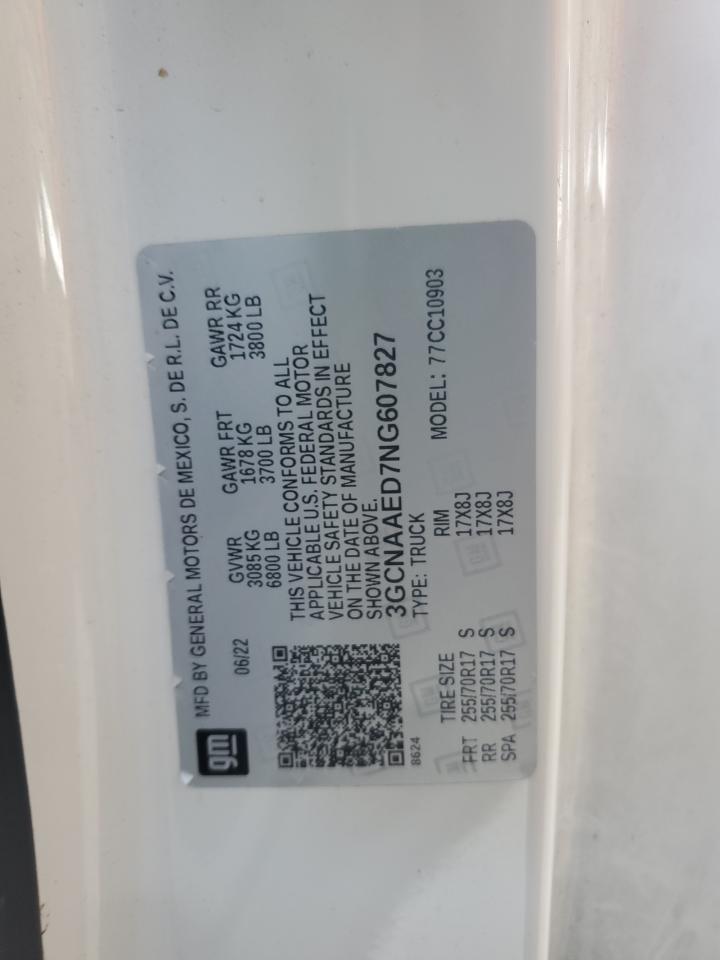 gm
MFD BY GENERAL MOTORS DE MEXICO, S. DE R.L. DE C.V.
06/22
GVWR GAWR FRT GAWR RR
3085 KG 1678 KG 1724 KG
6800 LB 3700 LB 3800 LB
THIS VEHICLE CONFORMS TO ALL
APPLICABLE U.S. FEDERAL MOTOR
VEHICLE SAFETY STANDARDS IN EFFECT
ON THE DATE OF MANUFACTURE
SHOWN ABOVE.
3GCNAAED7NG607827
8624
TYPE: TRUCK MODEL: 77CC10903
TIRE SIZE RIM
FRT 255/70R17 S 17X8J
RR 255/70R17 S 17X8J
SPA 255/70R17 S 17X8J